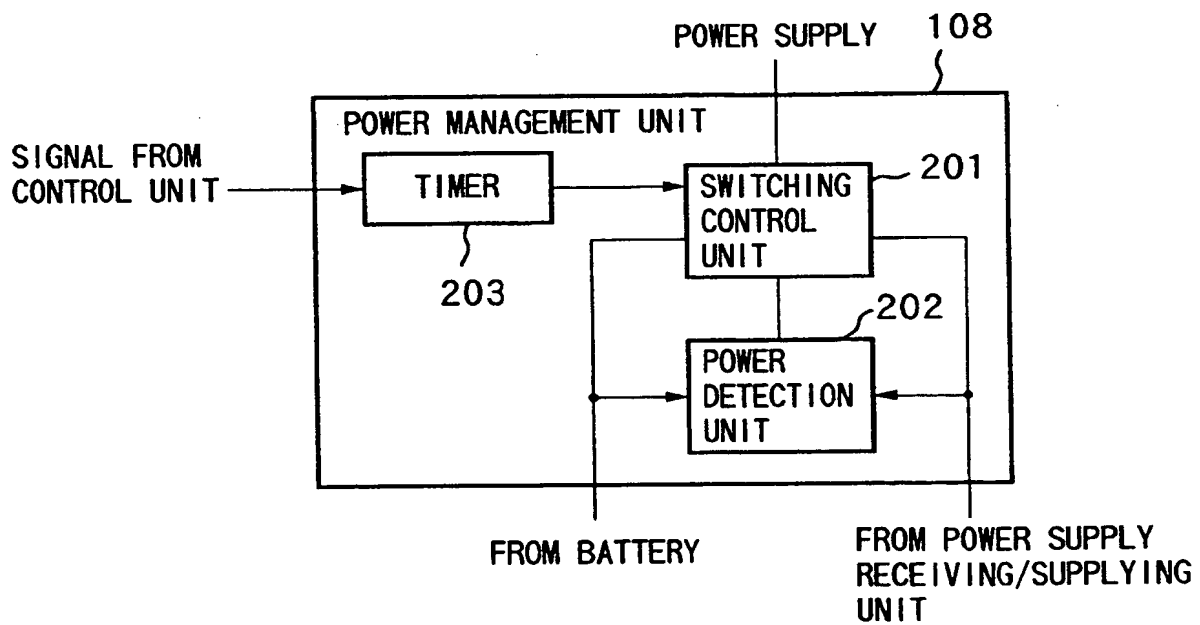 POWER SUPPLY
108
POWER MANAGEMENT UNIT
SIGNAL FROM
CONTROL UNIT
TIMER
203
SWITCHING
CONTROL
UNIT
201
202
POWER
DETECTION
UNIT
FROM BATTERY
FROM POWER SUPPLY
RECEIVING/SUPPLYING
UNIT